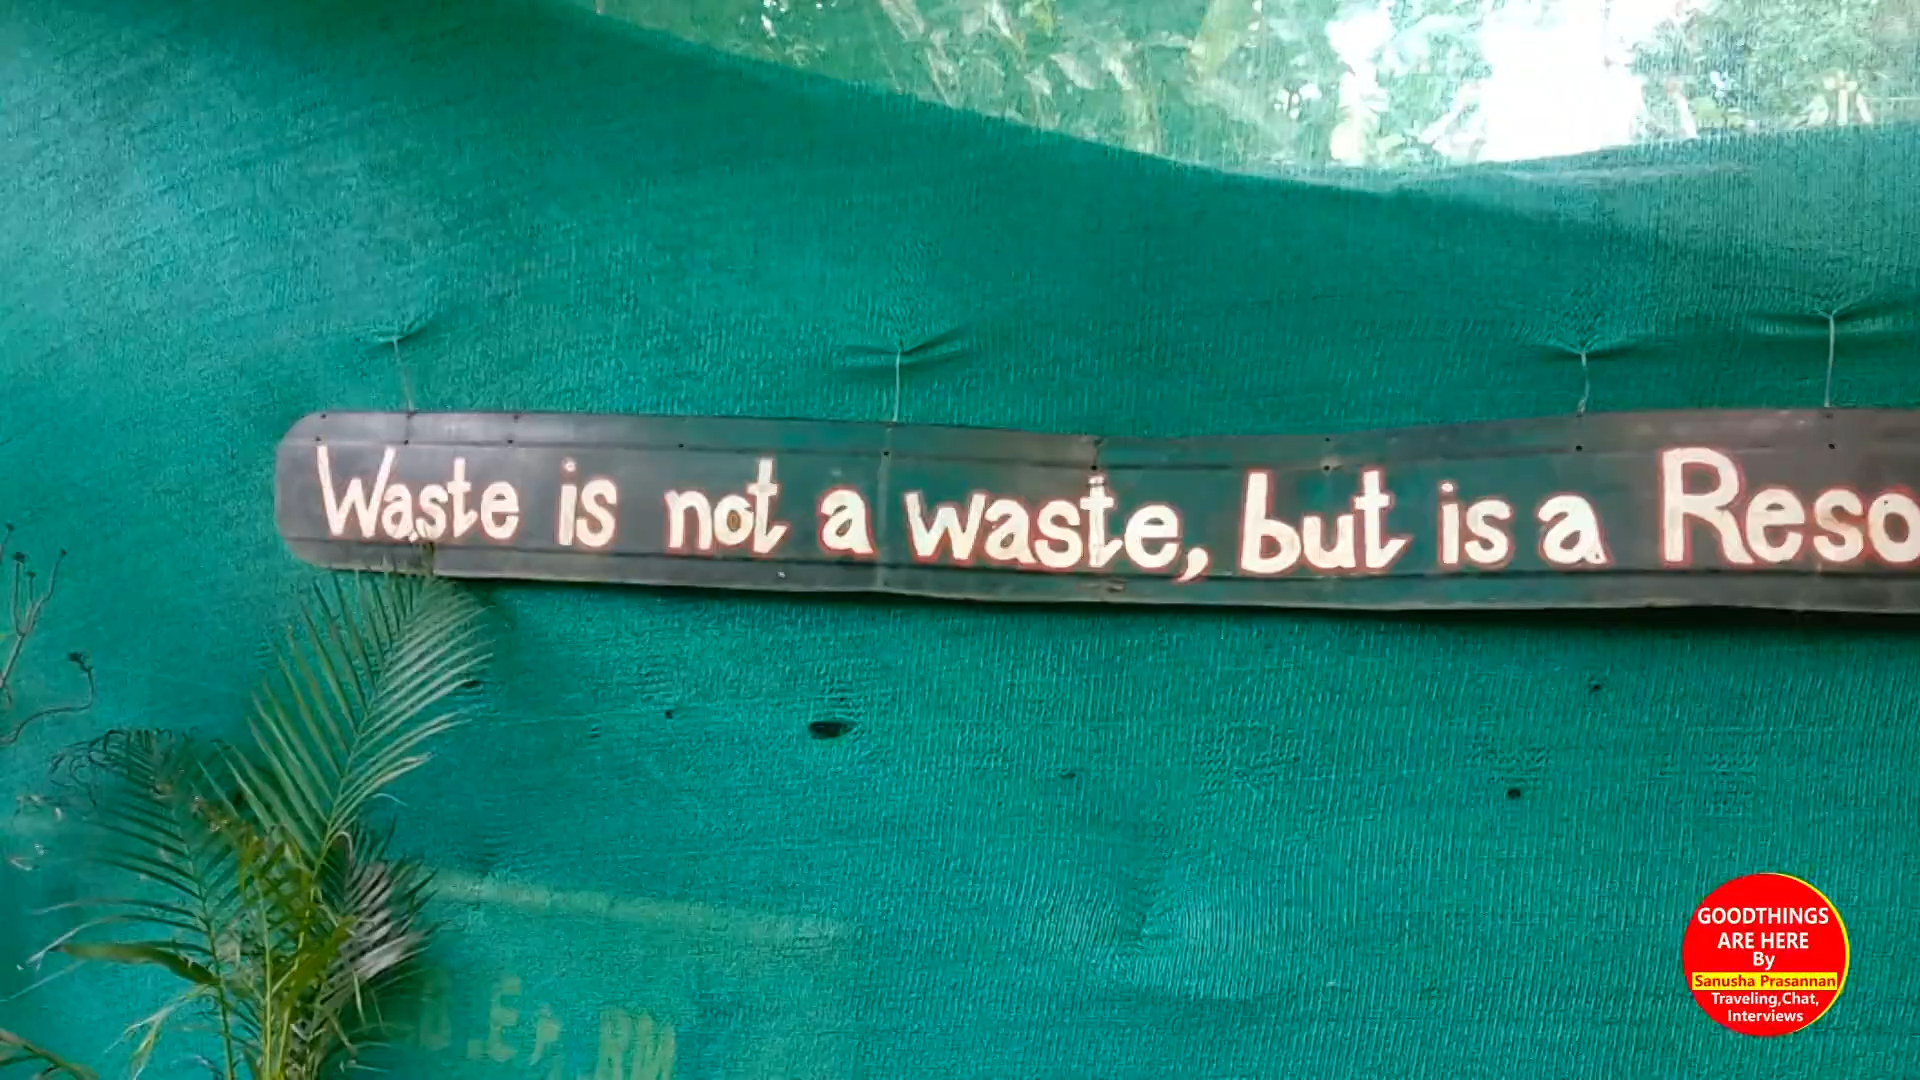 Waste is not a waste, but is a Reso
GOODTHINGS
ARE HERE
By
Sanusha Prasannan
Traveling,Chat,
Interviews